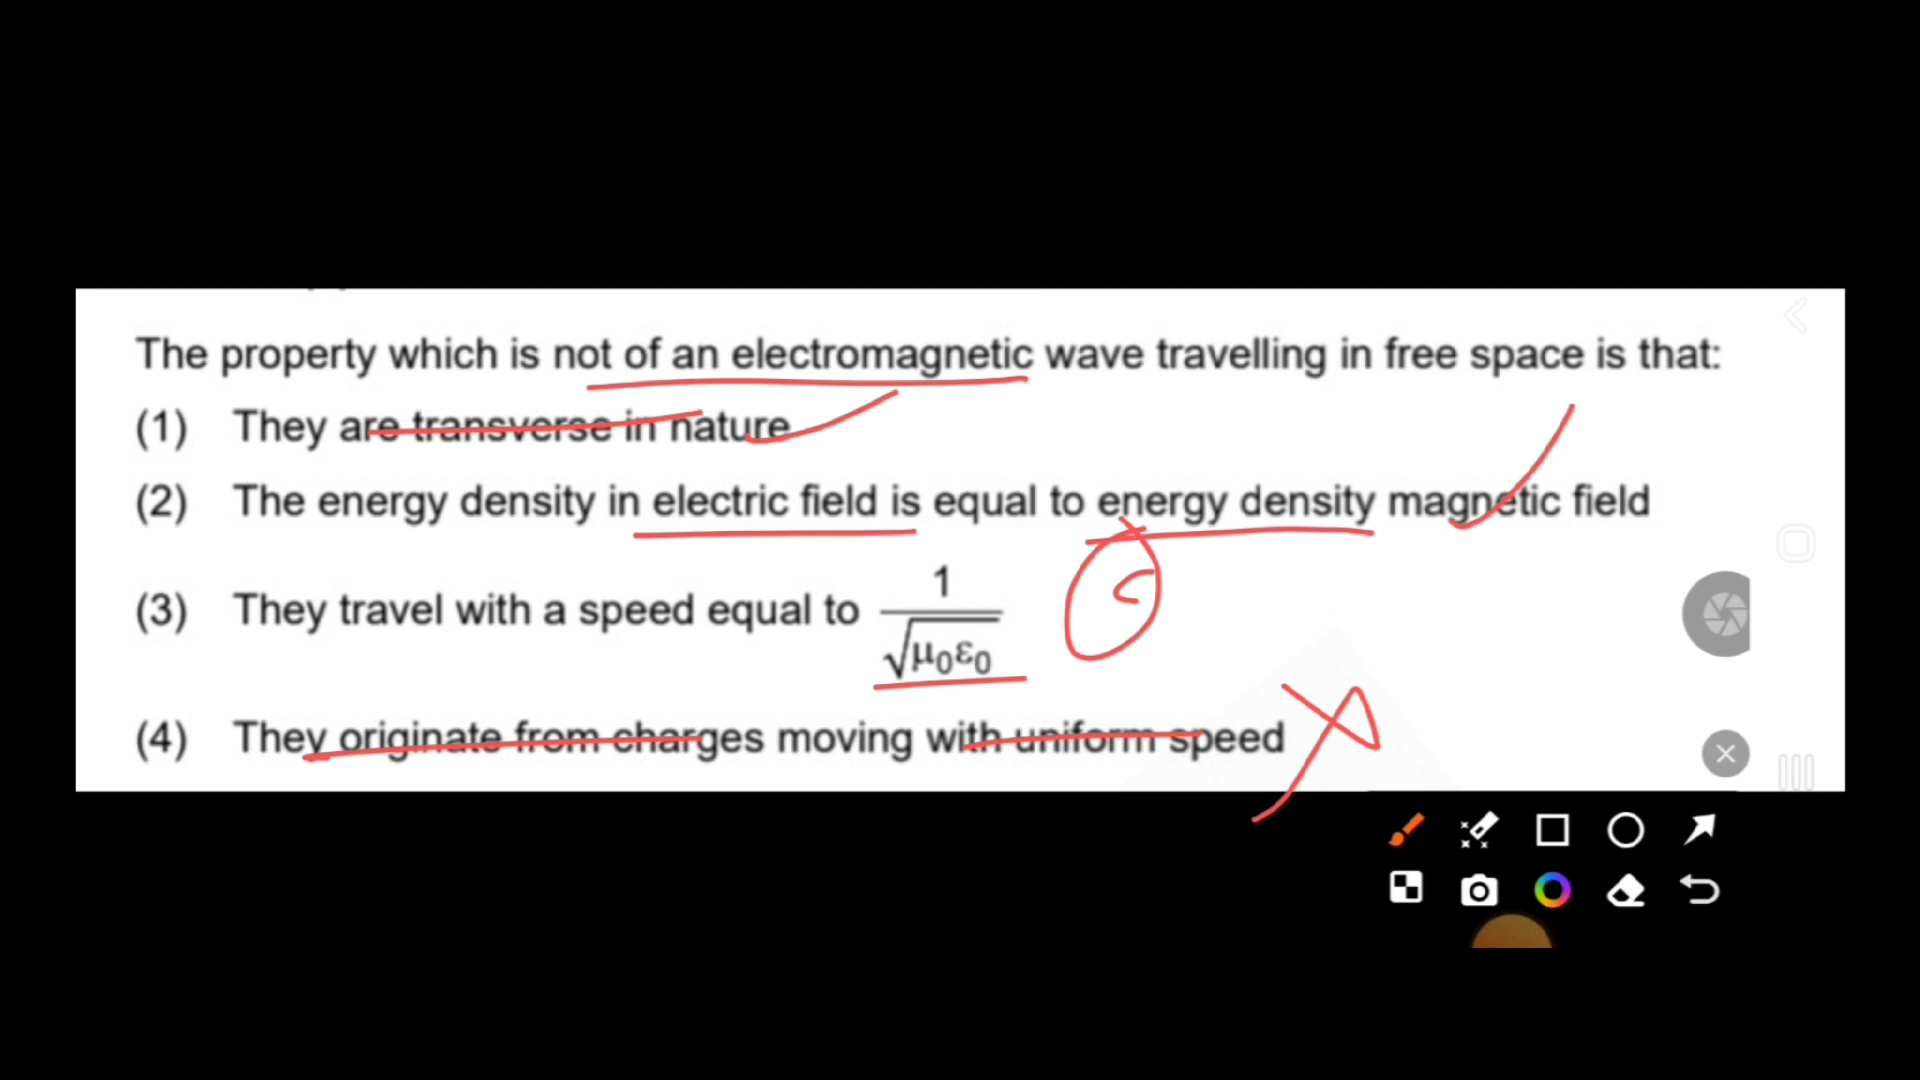 The property which is not of an electromagnetic wave travelling in free space is that:
(1) They are transverse in nature
(2) The energy density in electric field is equal to energy density magnetic field
(3) They travel with a speed equal to 1/√μ₀ε₀
(4) They originate from charges moving with uniform speed